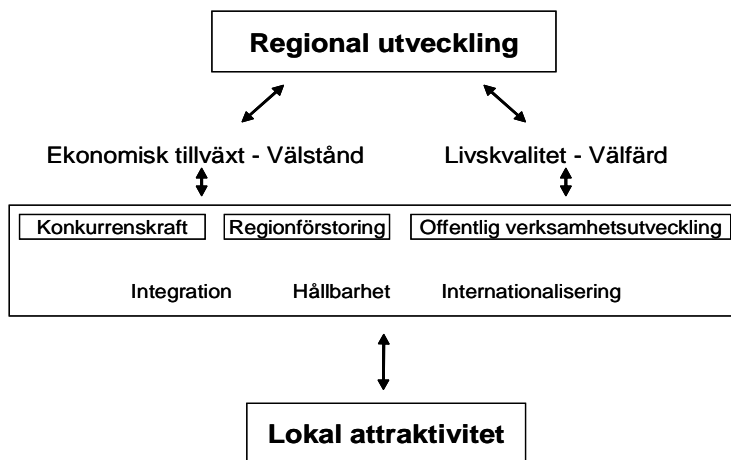 Regional utveckling
Ekonomisk tillväxt - Välstånd
Livskvalitet - Välfärd
Konkurrenskraft
Regionförstoring
Offentlig verksamhetsutveckling
Integration
Hållbarhet
Internationalisering
Lokal attraktivitet